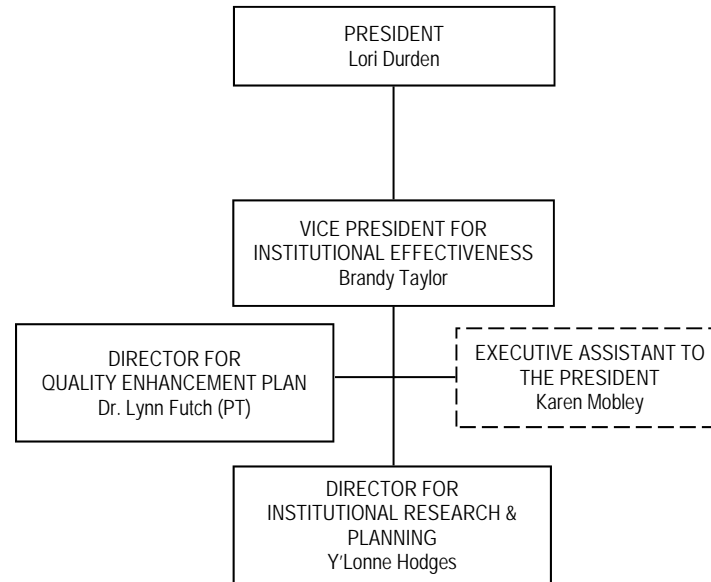 PRESIDENT
Lori Durden
VICE PRESIDENT FOR
INSTITUTIONAL EFFECTIVENESS
Brandy Taylor
DIRECTOR FOR
QUALITY ENHANCEMENT PLAN
Dr. Lynn Futch (PT)
EXECUTIVE ASSISTANT TO
THE PRESIDENT
Karen Mobley
DIRECTOR FOR
INSTITUTIONAL RESEARCH &
PLANNING
Y'Lonne Hodges